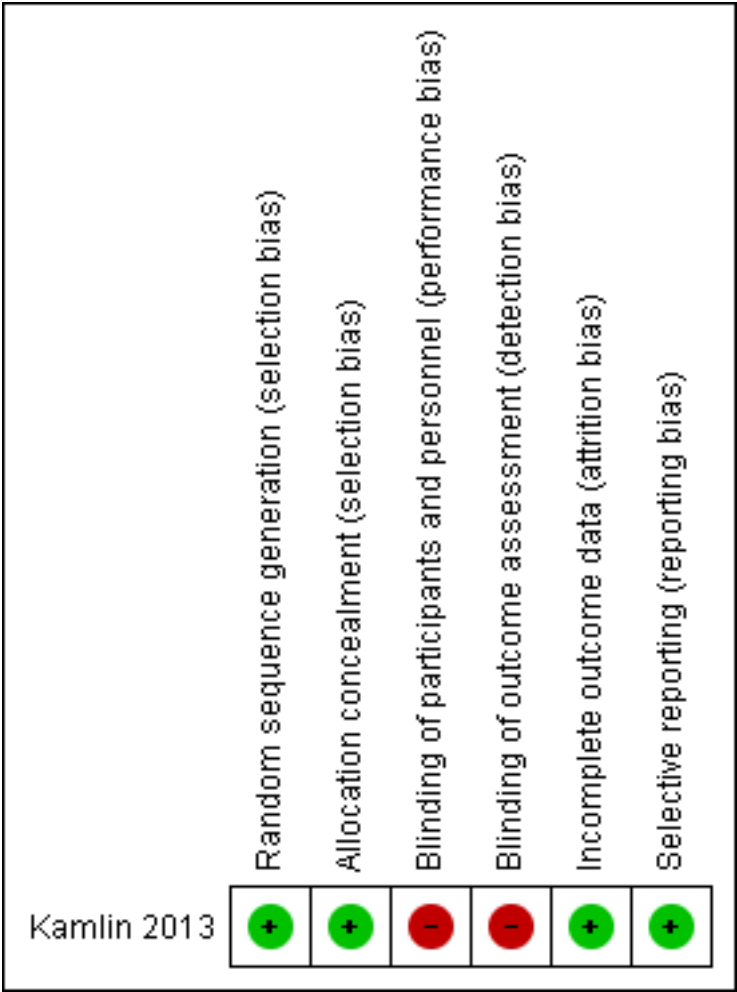 Random sequence generation (selection bias)
Allocation concealment (selection bias)
Blinding of participants and personnel (performance bias)
Blinding of outcome assessment (detection bias)
Incomplete outcome data (attrition bias)
Selective reporting (reporting bias)
Kamlin 2013 + + - - + +